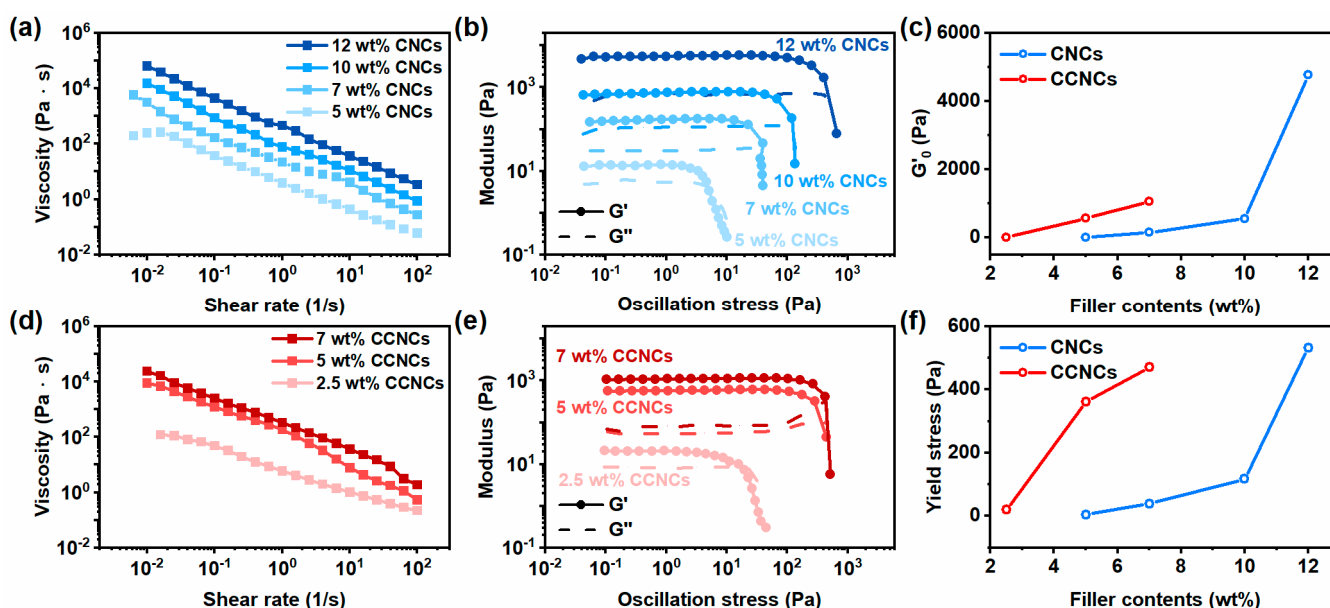 (a)
10^6
10^4
10^2
10^0
10^-2
Viscosity (Pa · s)
12 wt% CNCs
10 wt% CNCs
7 wt% CNCs
5 wt% CNCs
10^-2 10^-1 10^0 10^1 10^2
Shear rate (1/s)
(b)
10^3
10^1
10^-1
Modulus (Pa)
12 wt% CNCs
10 wt% CNCs
7 wt% CNCs
5 wt% CNCs
G'
G"
10^-2 10^-1 10^0 10^1 10^2 10^3
Oscillation stress (Pa)
(c)
6000
4000
2000
0
G'_0 (Pa)
CNCs
CCNCs
2 4 6 8 10 12
Filler contents (wt%)
(d)
10^6
10^4
10^2
10^0
10^-2
Viscosity (Pa · s)
7 wt% CCNCs
5 wt% CCNCs
2.5 wt% CCNCs
10^-2 10^-1 10^0 10^1 10^2
Shear rate (1/s)
(e)
10^3
10^1
10^-1
Modulus (Pa)
7 wt% CCNCs
5 wt% CCNCs
2.5 wt% CCNCs
G'
G"
10^-2 10^-1 10^0 10^1 10^2 10^3
Oscillation stress (Pa)
(f)
600
400
200
0
Yield stress (Pa)
CNCs
CCNCs
2 4 6 8 10 12
Filler contents (wt%)